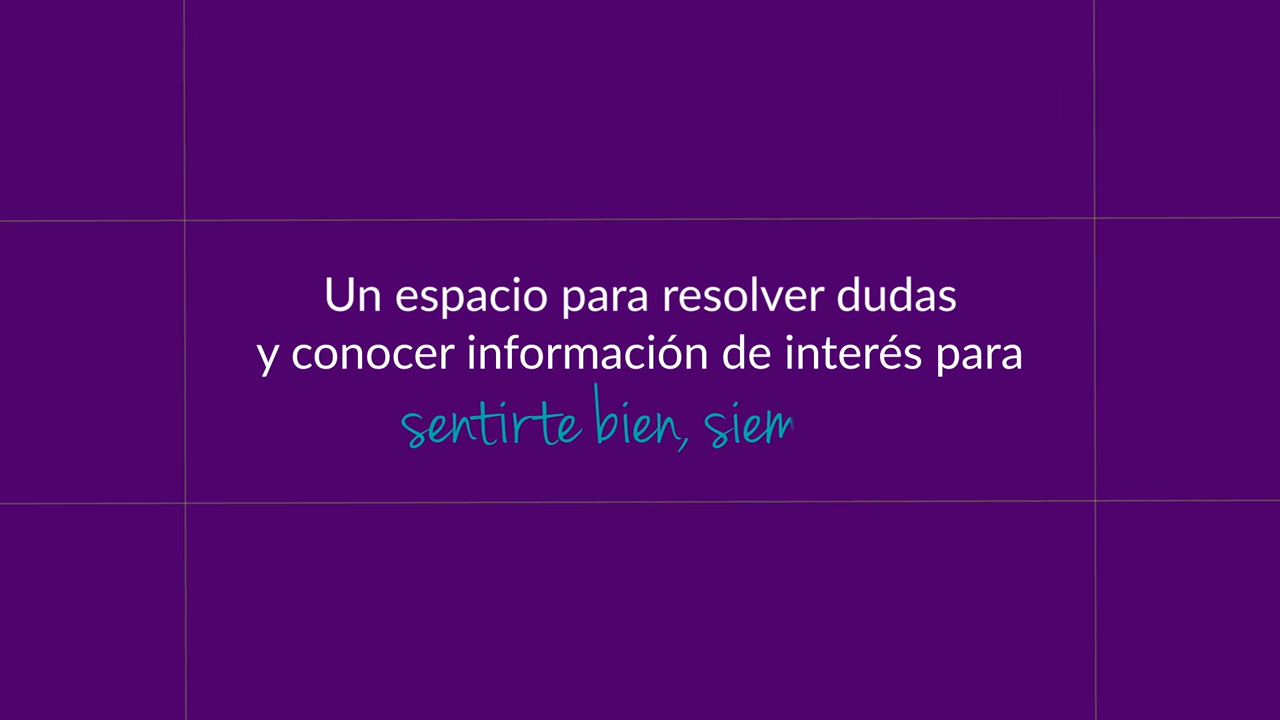 Un espacio para resolver dudas
y conocer información de interés para
sentirte bien, siem